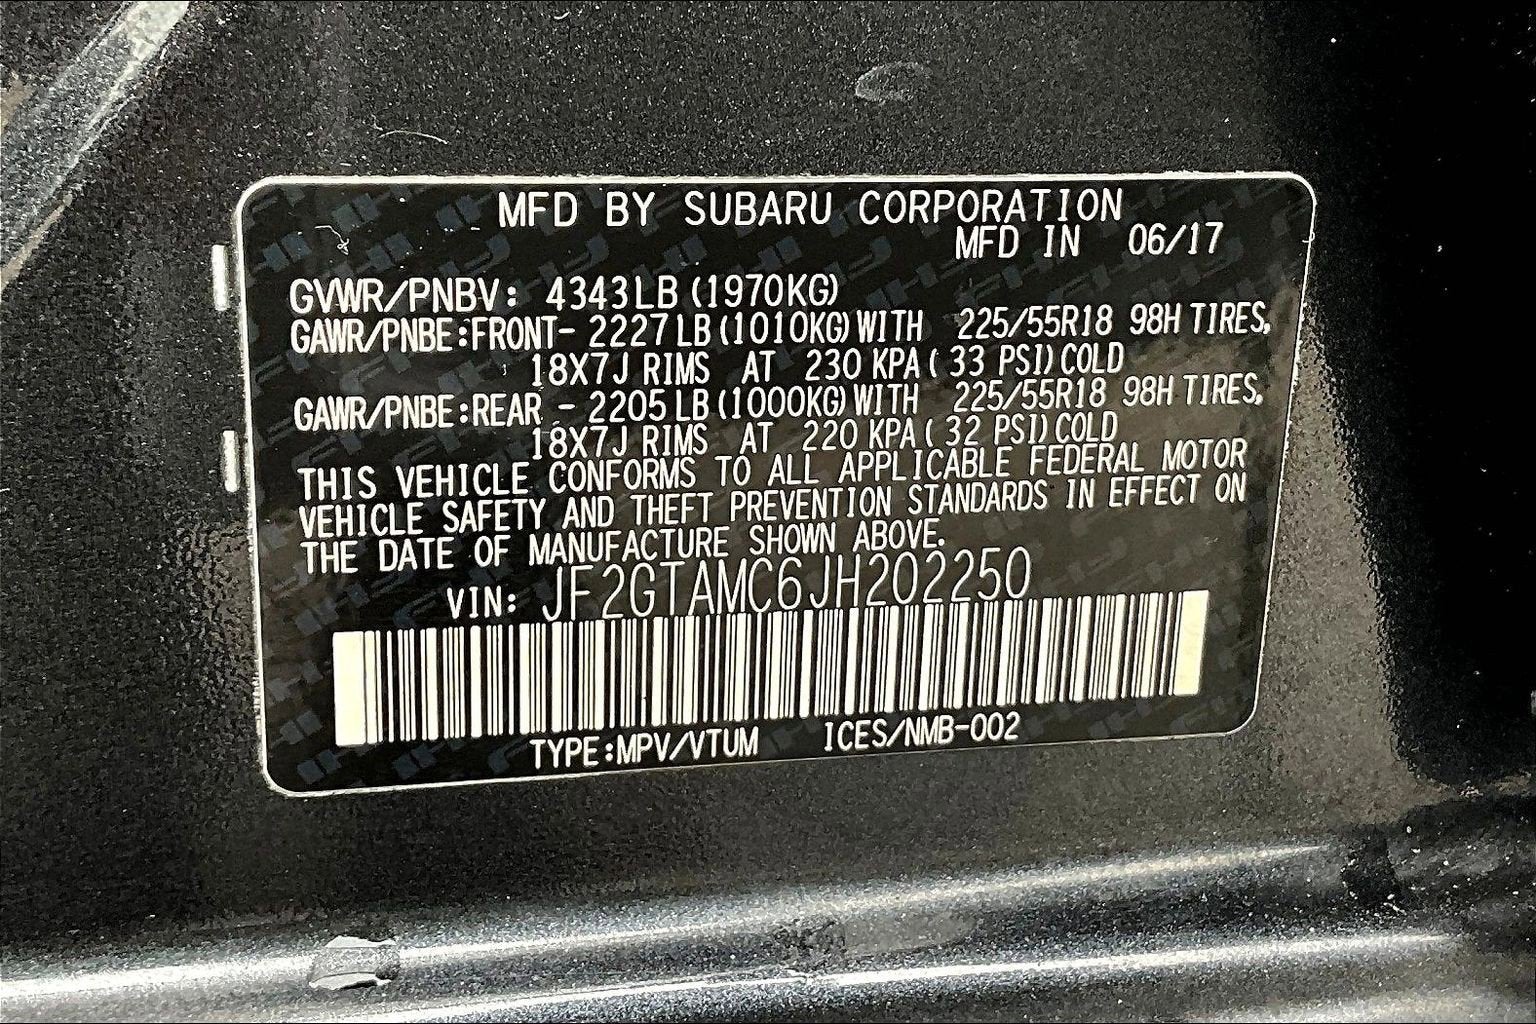 MFD BY SUBARU CORPORATION
MFD IN 06/17
GVWR/PNBV: 4343LB (1970KG)
GAWR/PNBE:FRONT- 2227LB (1010KG) WITH 225/55R18 98H TIRES,
18X7J RIMS AT 230 KPA ( 33 PSI) COLD
GAWR/PNBE:REAR - 2205LB (1000KG) WITH 225/55R18 98H TIRES,
18X7J RIMS AT 220 KPA ( 32 PSI) COLD
THIS VEHICLE CONFORMS TO ALL APPLICABLE FEDERAL MOTOR
VEHICLE SAFETY AND THEFT PREVENTION STANDARDS IN EFFECT ON
THE DATE OF MANUFACTURE SHOWN ABOVE.
VIN: JF2GTAMC6JH202250
TYPE:MPV/VTUM ICES/NMB-002